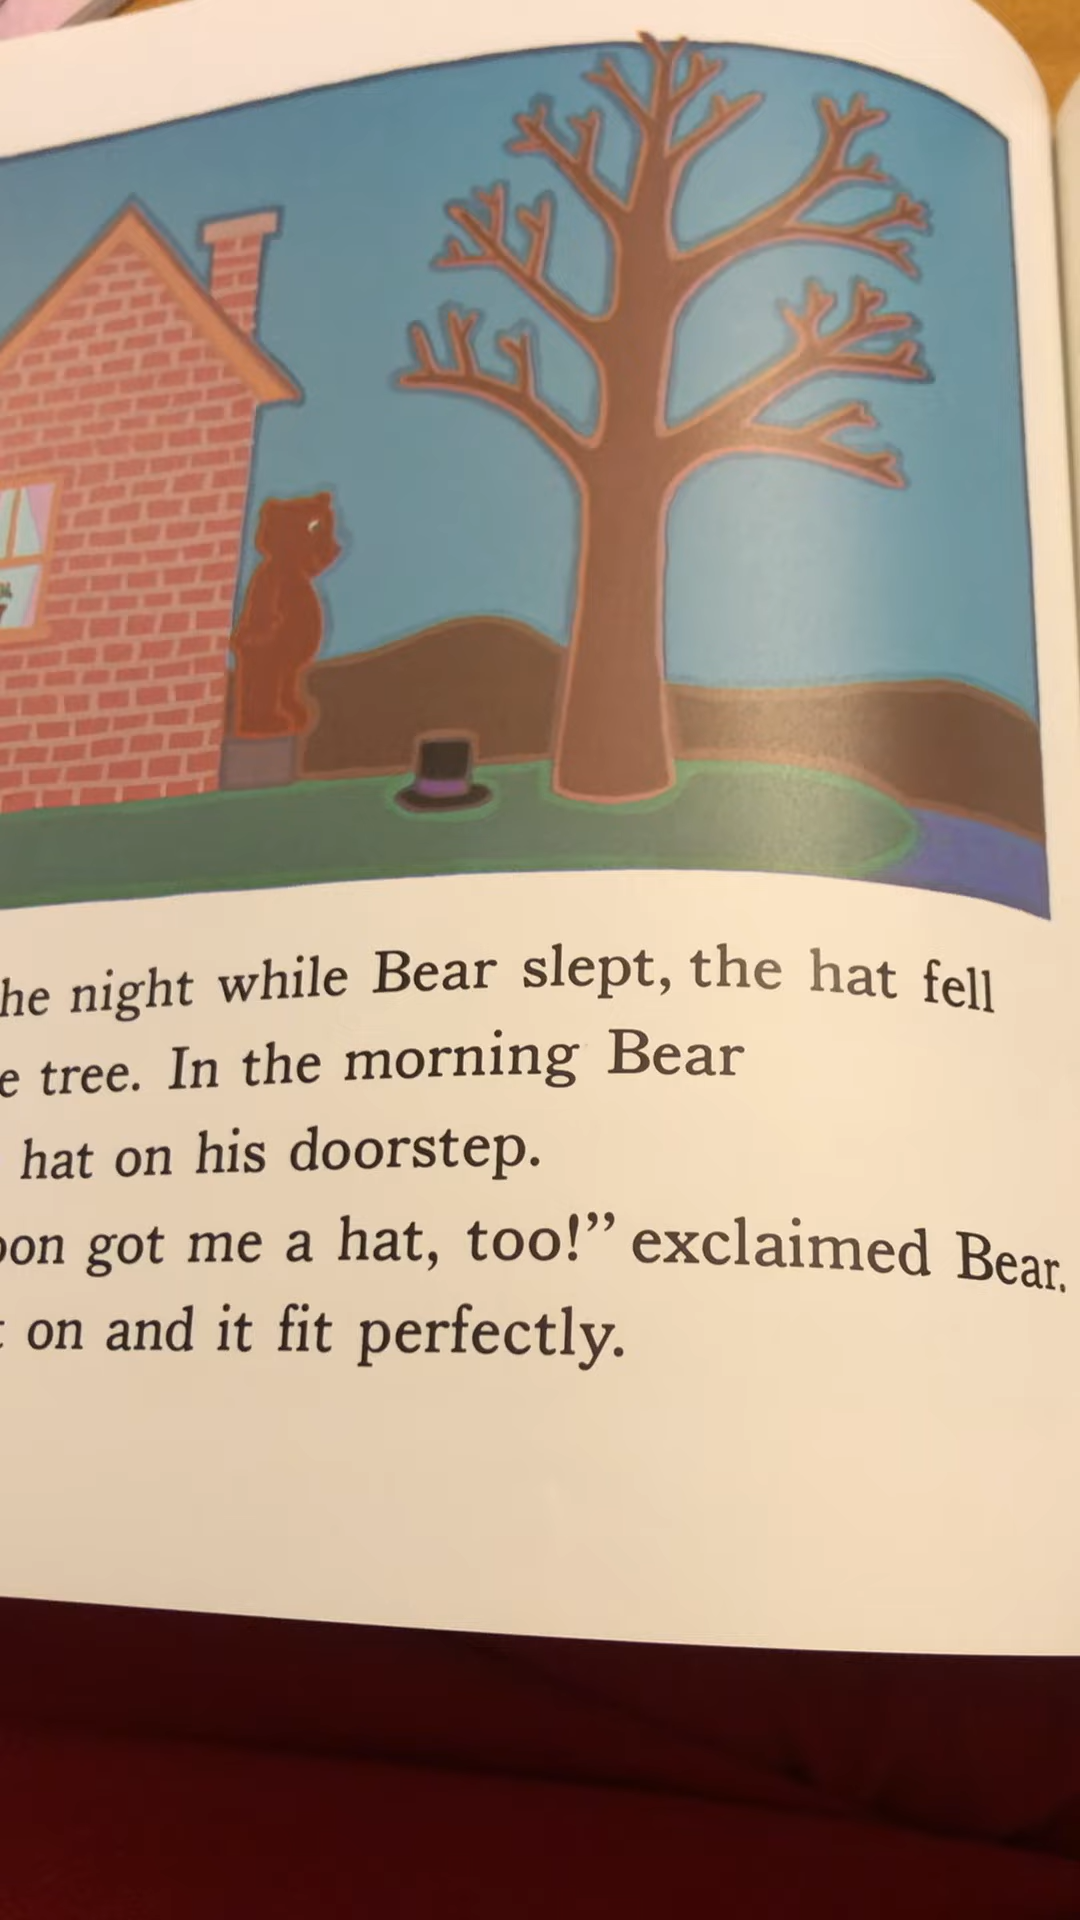 he night while Bear slept, the hat fell
e tree. In the morning Bear
hat on his doorstep.
oon got me a hat, too!” exclaimed Bear.
on and it fit perfectly.